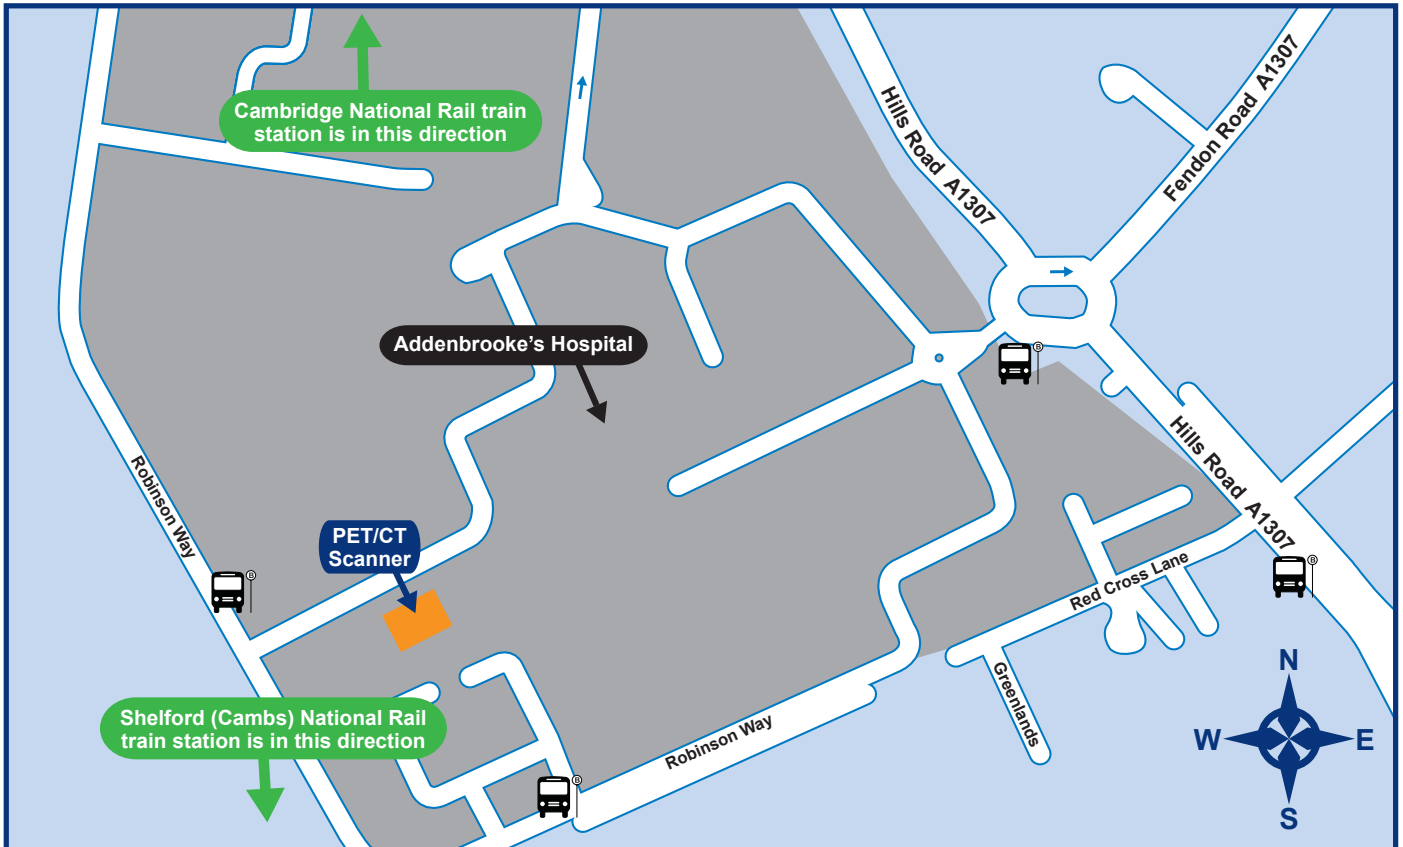 Cambridge National Rail train
station is in this direction
Hills Road A1307
Fendon Road A1307
Addenbrooke's Hospital
B
Hills Road A1307
Robinson Way
PET/CT
Scanner
B
B
Red Cross Lane
Greenlands
Shelford (Cambs) National Rail
train station is in this direction
Robinson Way
B
N
W E
S